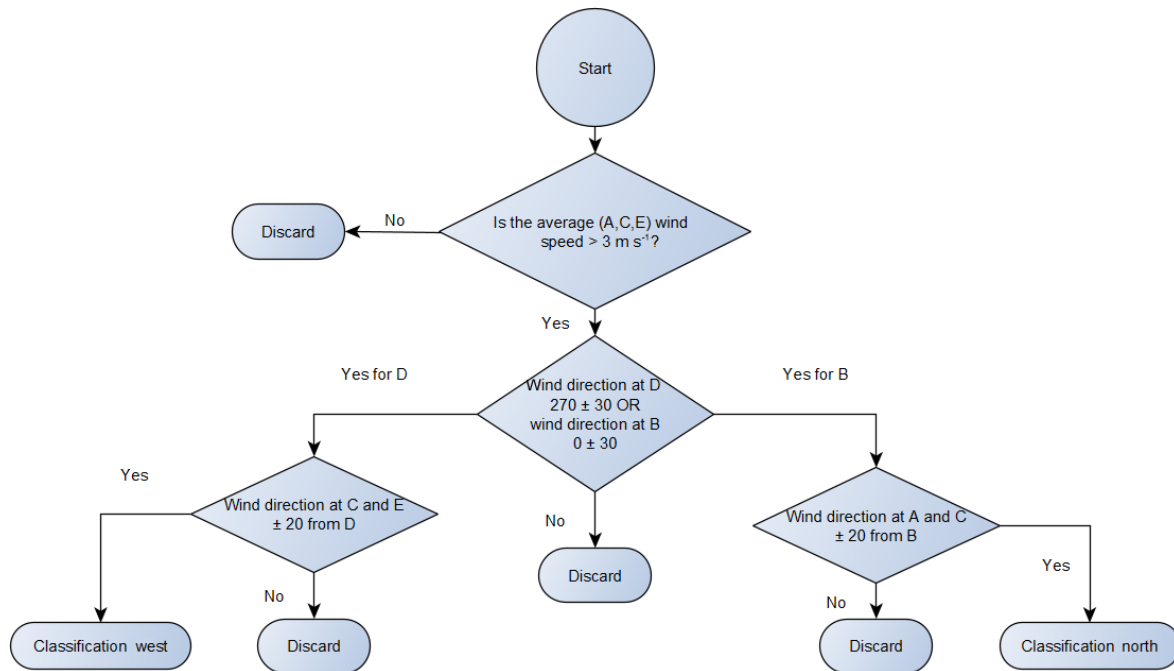 Start
Is the average (A,C,E) wind
speed > 3 m s⁻¹?
No
Discard
Yes
Yes for D
Yes for B
Wind direction at D
270 ± 30 OR
wind direction at B
0 ± 30
Yes
Wind direction at C and E
± 20 from D
No
Discard
Wind direction at A and C
± 20 from B
Yes
No
No
Classification west
Discard
Discard
Classification north